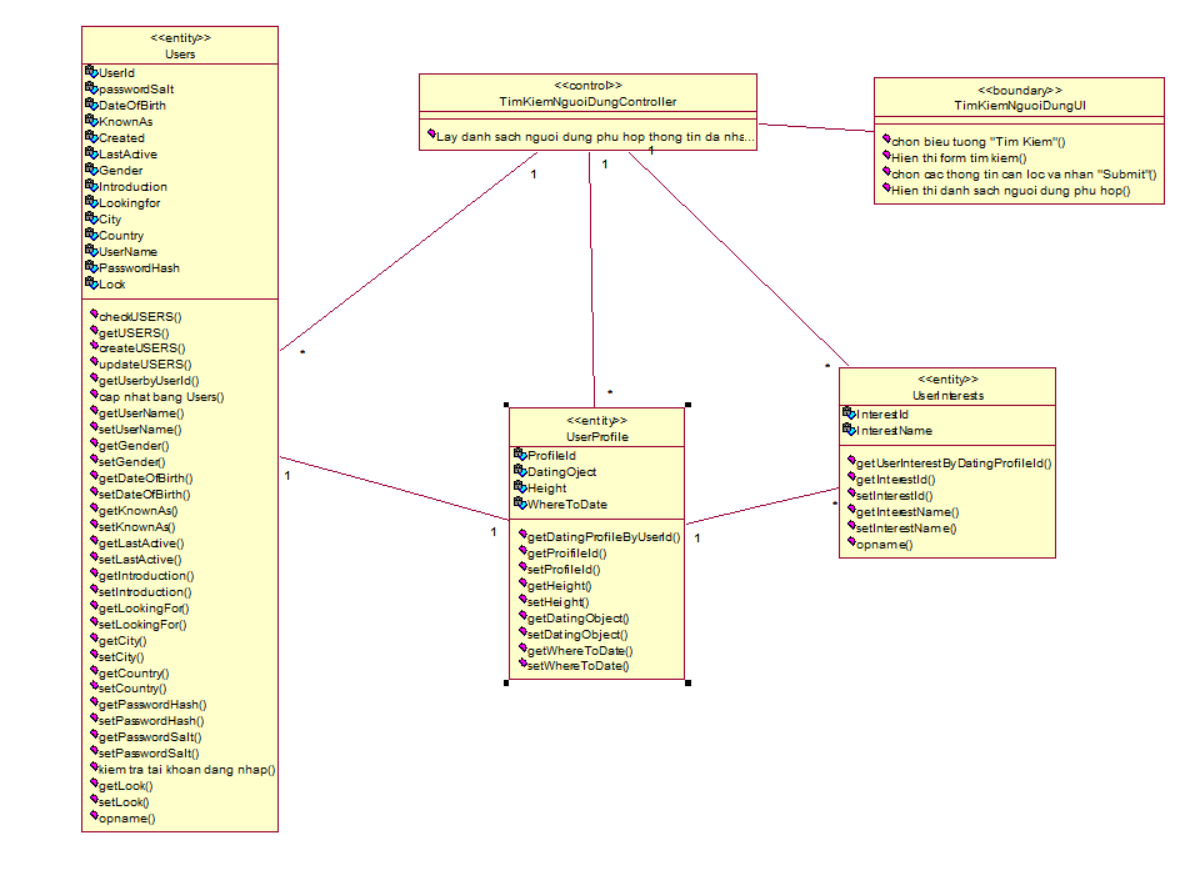 <<entity>>
Users
UserId
passwordSalt
DateOfBirth
KnownAs
Created
LastActive
Gender
Introduction
Lookingfor
City
Country
UserName
PasswordHash
Lock
checkUSERS()
getUSERS()
createUSERS()
updateUSERS()
getUserbyUserId()
cap nhat bang Users()
getUserName()
setUserName()
getGender()
setGender()
getDateOfBirth()
setDateOfBirth()
getKnownAs()
setKnownAs()
getLastActive()
setLastActive()
getIntroduction()
setIntroduction()
getLookingFor()
setLookingFor()
getCity()
setCity()
getCountry()
setCountry()
getPasswordHash()
setPasswordHash()
getPasswordSalt()
setPasswordSalt()
kiem tra tai khoan dang nhap()
getLook()
setLook()
opname()
<<control>>
TimKiemNguoiDungController
Lay danh sach nguoi dung phu hop thong tin da nha...
<<boundary>>
TimKiemNguoiDungUI
chon bieu tuong "Tim Kiem"()
Hien thi form tim kiem()
chon cac thong tin can loc va nhan "Submit"()
Hien thi danh sach nguoi dung phu hop()
1
1
1
*
*
*
<<entity>>
UserProfile
ProfileId
DatingOject
Height
WhereToDate
getDatingProfileByUserId()
getProifileId()
setProfileId()
getHeight()
setHeight()
getDatingObject()
setDatingObject()
getWhereToDate()
setWhereToDate()
<<entity>>
UserInterests
InterestId
InterestName
getUserInterestByDatingProfileId()
getInterestId()
setInterestId()
getInterestName()
setInterestName()
opname()
1
1
1
*